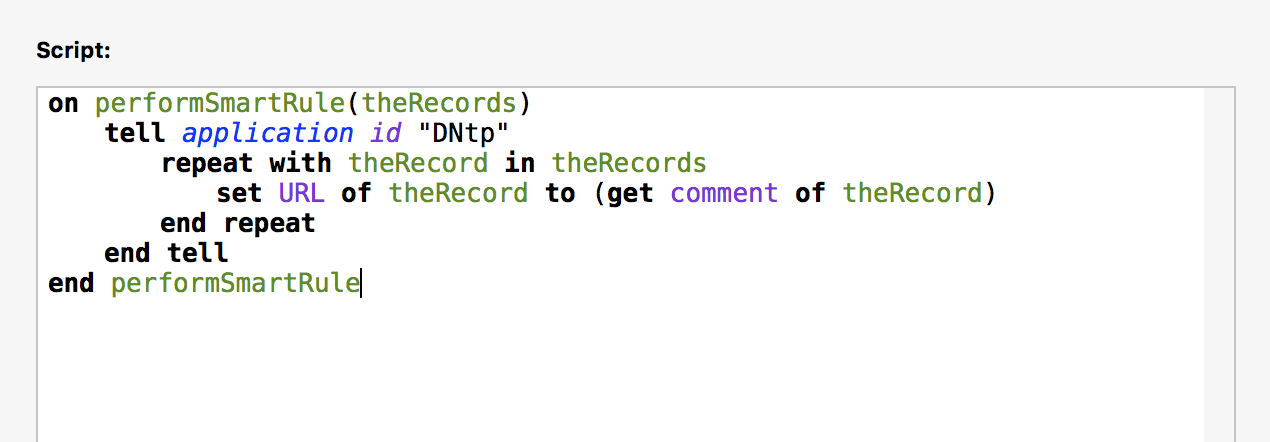 Script:
on performSmartRule(theRecords)
tell application id "DNtp"
repeat with theRecord in theRecords
set URL of theRecord to (get comment of theRecord)
end repeat
end tell
end performSmartRule